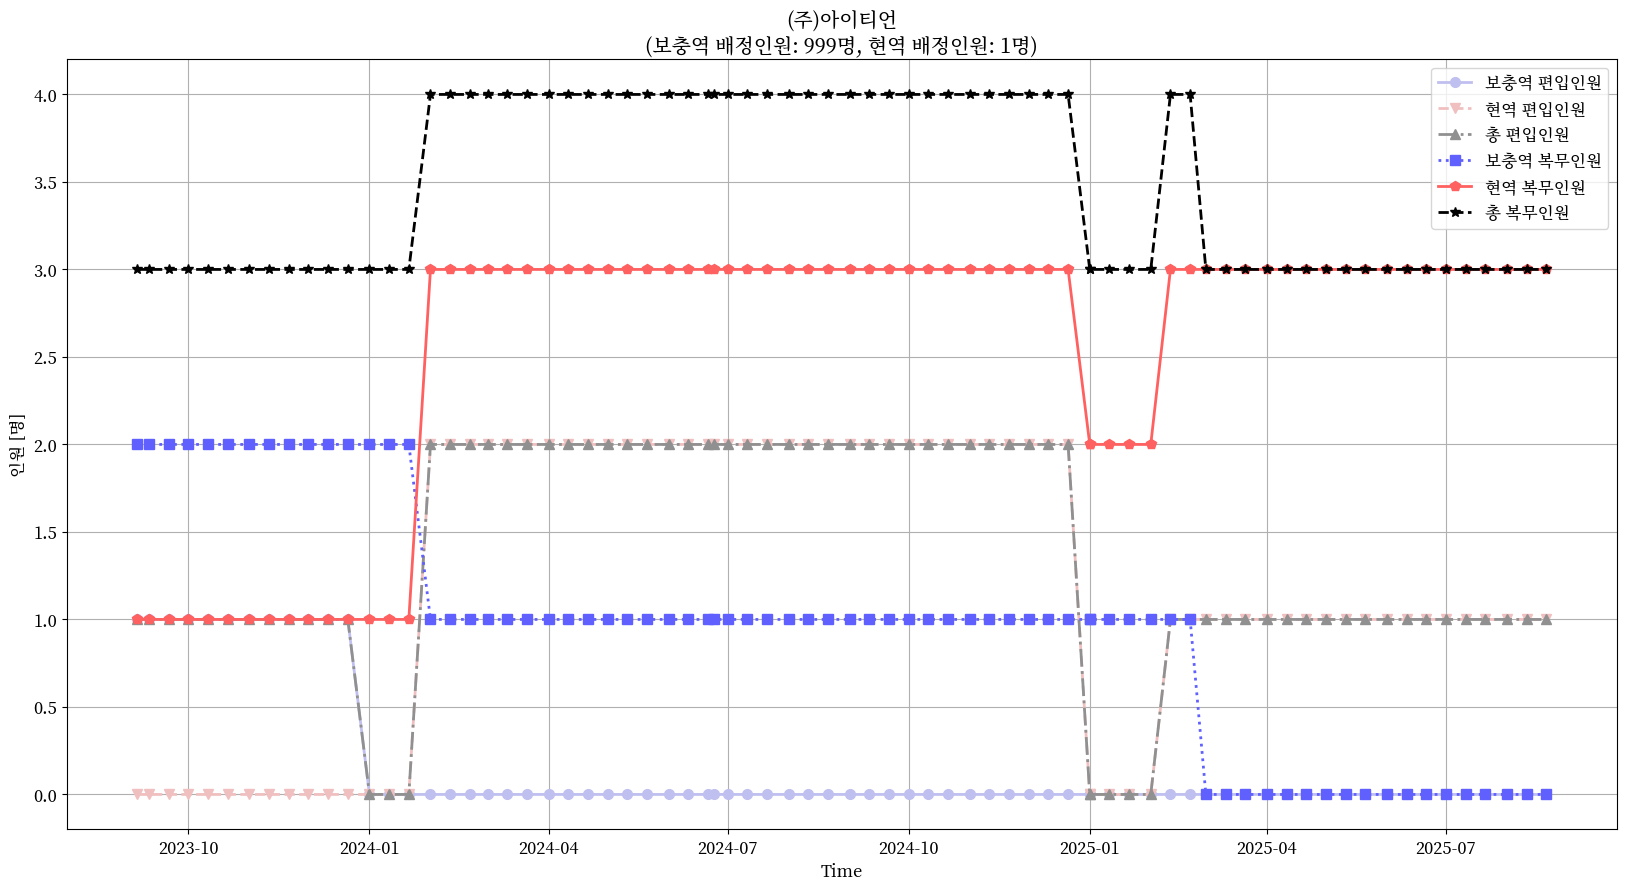 (주)아이티언
(보충역 배정인원: 999명, 현역 배정인원: 1명)
보충역 편입인원
현역 편입인원
총 편입인원
보충역 복무인원
현역 복무인원
총 복무인원
인원 [명]
4.0
3.5
3.0
2.5
2.0
1.5
1.0
0.5
0.0
2023-10 2024-01 2024-04 2024-07 2024-10 2025-01 2025-04 2025-07
Time